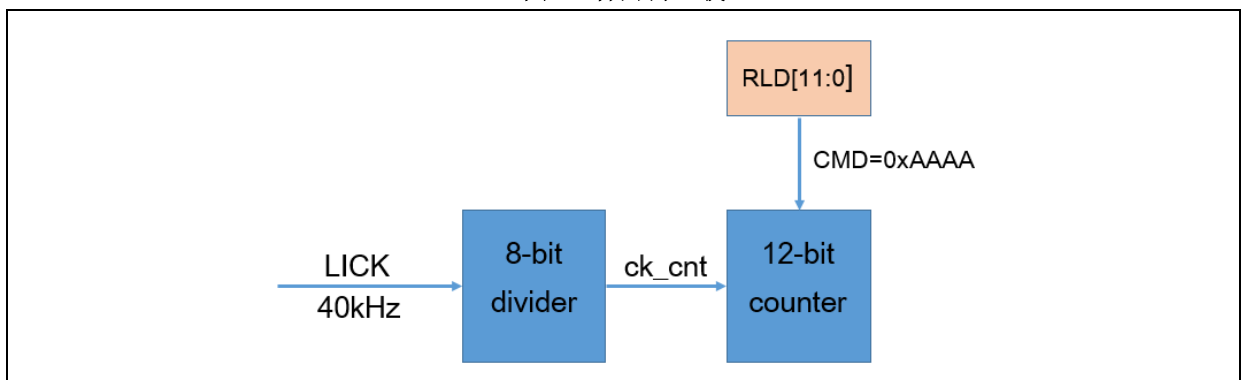 RLD[11:0]
CMD=0xAAAA
LICK
40kHz
8-bit
divider
ck_cnt
12-bit
counter